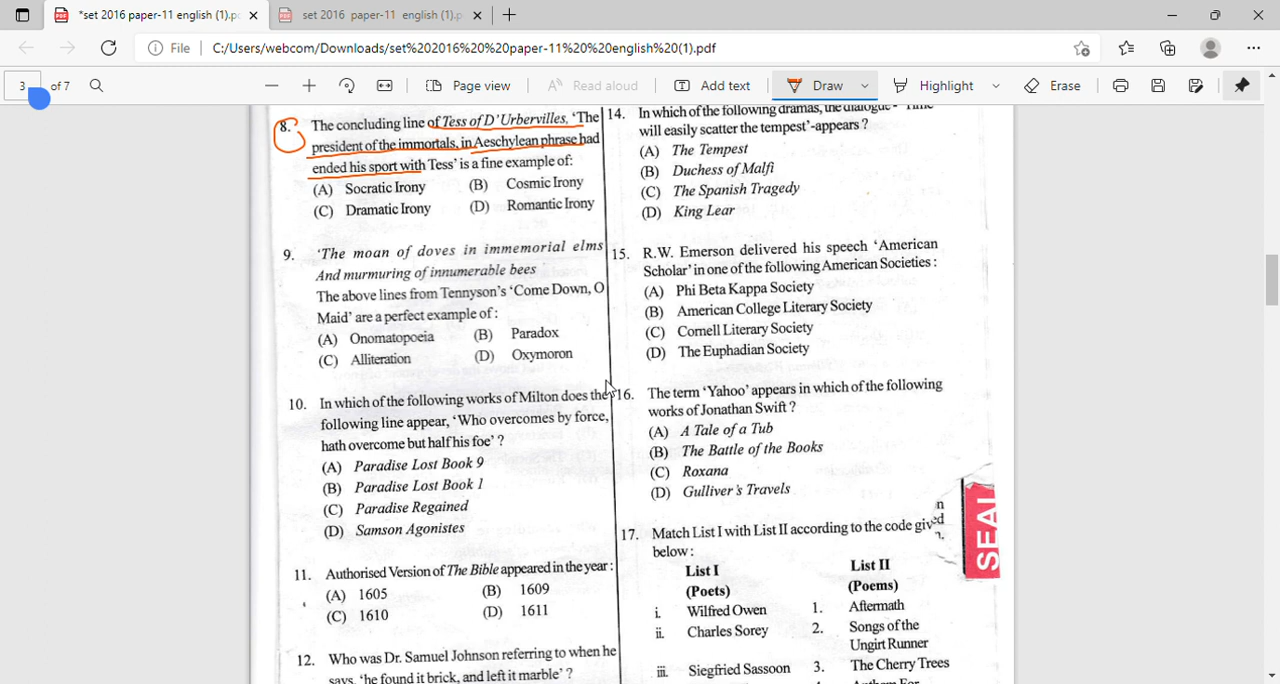 *set 2016 paper-11 english (1).p
set 2016 paper-11 english (1).p
File
C:/Users/webcom/Downloads/set%202016%20%20paper-11%20%20english%20(1).pdf
3 of 7
Page view
Read aloud
Add text
Draw
Highlight
Erase
8. The concluding line of Tess of D'Urbervilles, 'The
president of the immortals, in Aeschylean phrase had
ended his sport with Tess' is a fine example of:
(A) Socratic Irony (B) Cosmic Irony
(C) Dramatic Irony (D) Romantic Irony
9. 'The moan of doves in immemorial elms
And murmuring of innumerable bees
The above lines from Tennyson's 'Come Down, O
Maid' are a perfect example of :
(A) Onomatopoeia (B) Paradox
(C) Alliteration (D) Oxymoron
10. In which of the following works of Milton does the
following line appear, 'Who overcomes by force,
hath overcome but half his foe' ?
(A) Paradise Lost Book 9
(B) Paradise Lost Book 1
(C) Paradise Regained
(D) Samson Agonistes
11. Authorised Version of The Bible appeared in the year :
(A) 1605 (B) 1609
(C) 1610 (D) 1611
12. Who was Dr. Samuel Johnson referring to when he
says, 'he found it brick, and left it marble' ?
14. In which of the following dramas, the dialogue - 'Time
will easily scatter the tempest'-appears ?
(A) The Tempest
(B) Duchess of Malfi
(C) The Spanish Tragedy
(D) King Lear
15. R.W. Emerson delivered his speech 'American
Scholar' in one of the following American Societies :
(A) Phi Beta Kappa Society
(B) American College Literary Society
(C) Cornell Literary Society
(D) The Euphadian Society
16. The term 'Yahoo' appears in which of the following
works of Jonathan Swift ?
(A) A Tale of a Tub
(B) The Battle of the Books
(C) Roxana
(D) Gulliver's Travels
17. Match List I with List II according to the code giv
below :
List I List II
(Poets) (Poems)
i. Wilfred Owen 1. Aftermath
ii. Charles Sorey 2. Songs of the
Ungirt Runner
iii. Siegfried Sassoon 3. The Cherry Trees
SEAL